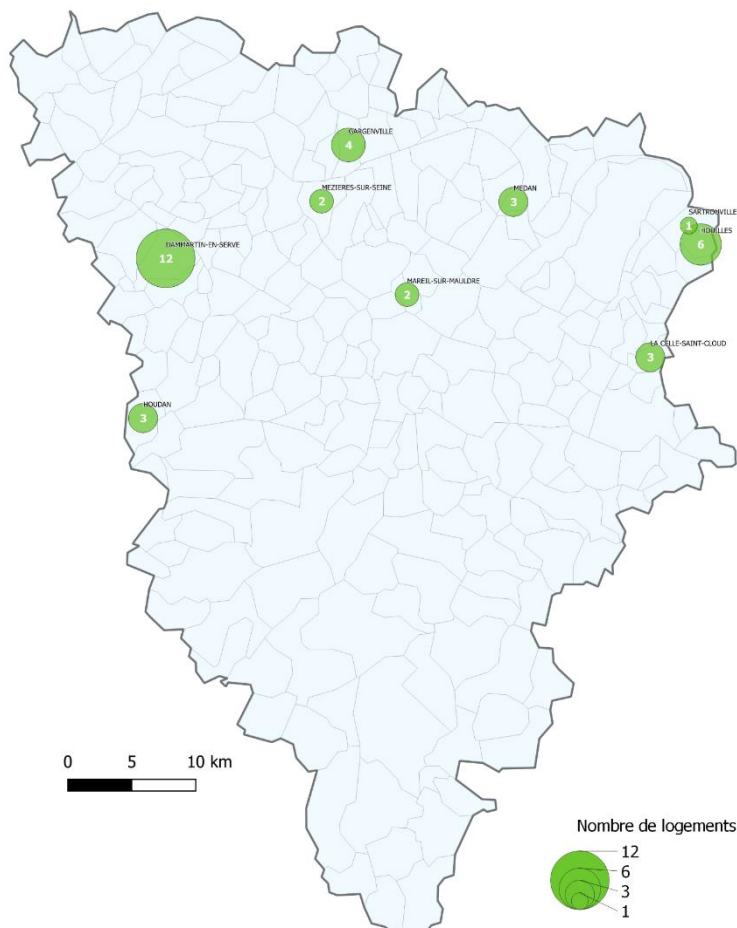 GARGENVILLE
4
MEZIERES-SUR-SEINE
2
MEDAN
3
SARTROUVILLE
1
HOUILLES
6
DAMMARTIN-EN-SERVE
12
MAREIL-SUR-MAULDRE
2
LA CELLE-SAINT-CLOUD
3
HOUDAN
3
0 5 10 km
Nombre de logements
12
6
3
1